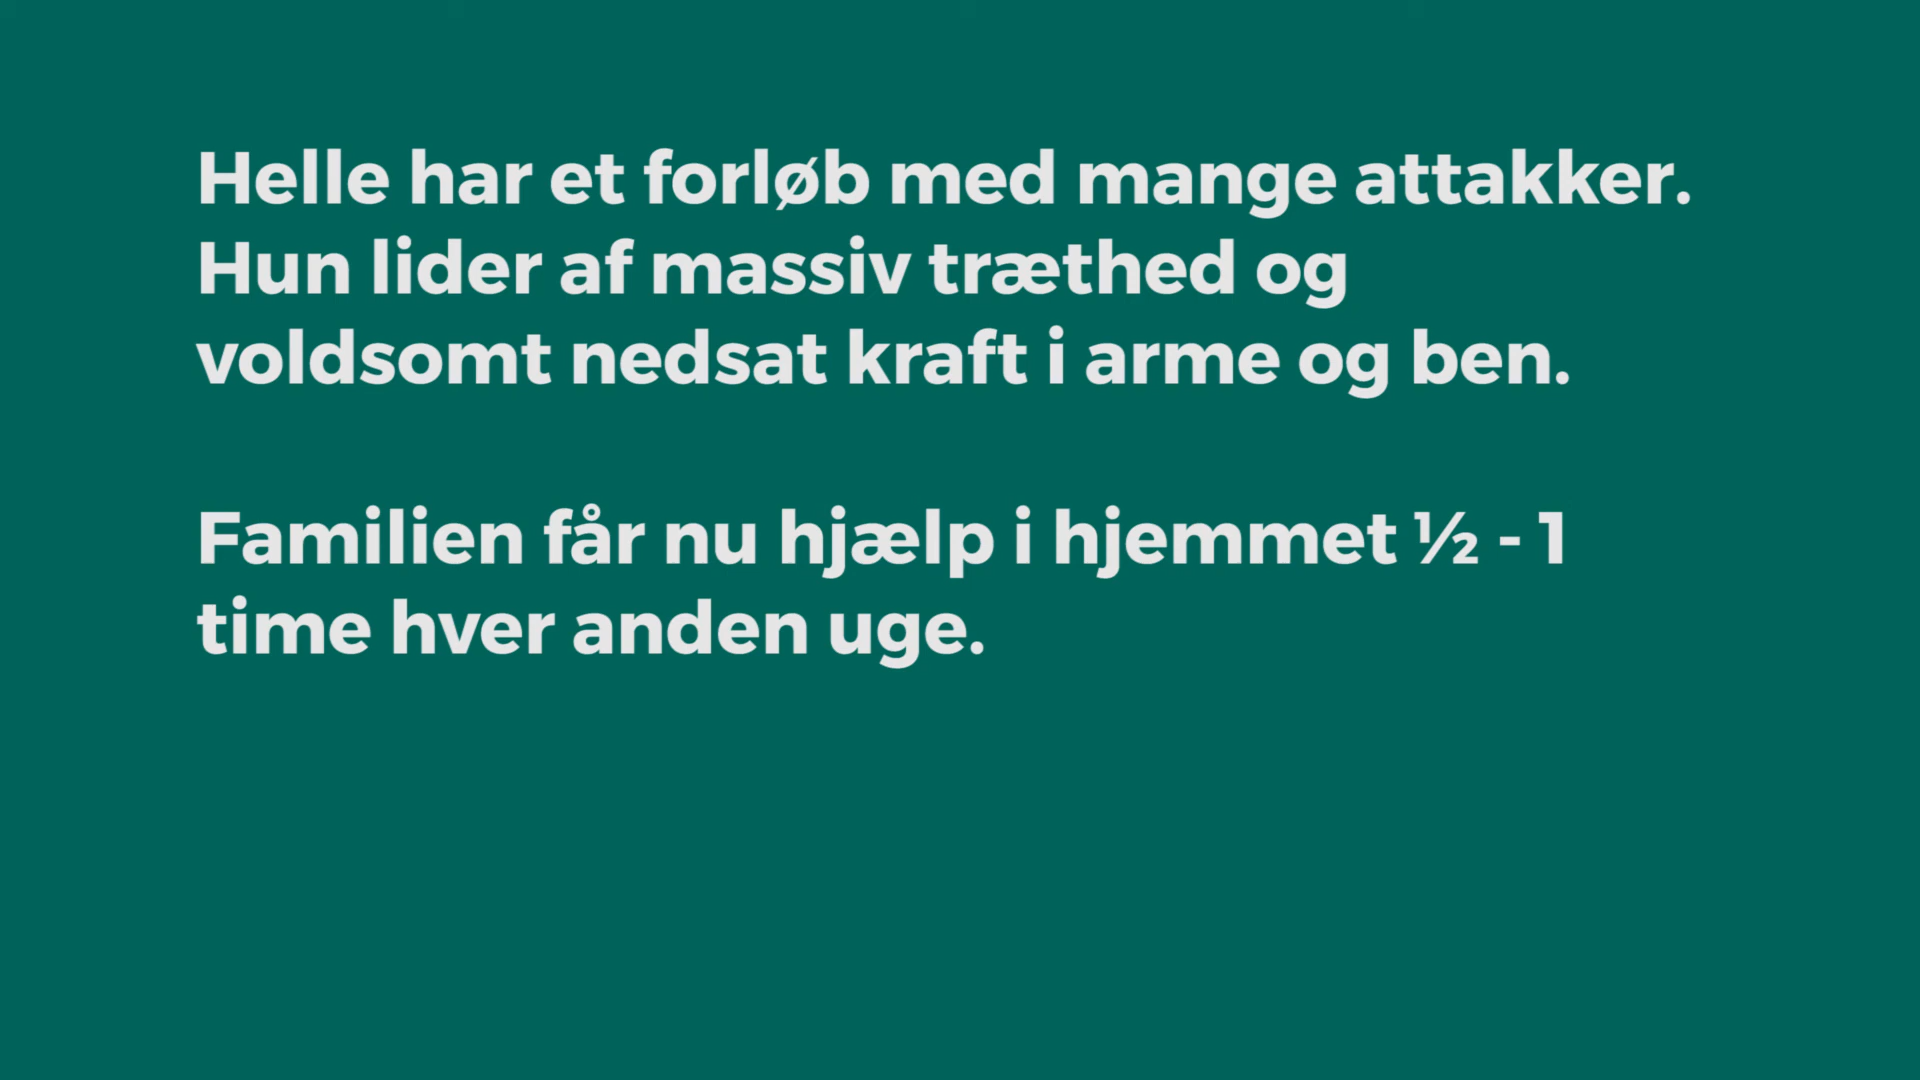 Helle har et forløb med mange attakker.
Hun lider af massiv træthed og
voldsomt nedsat kraft i arme og ben.
Familien får nu hjælp i hjemmet ½ - 1
time hver anden uge.